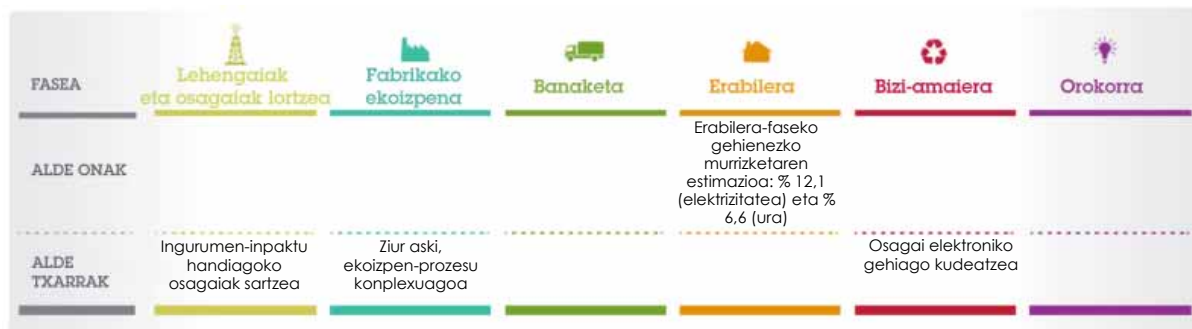 FASEA
Lehengaiak
eta osagaiak lortzea
Fabrikako
ekoizpena
Banaketa
Erabilera
Bizi-amaiera
Orokorra
ALDE ONAK
Erabilera-faseko
gehienezko
murrizketaren
estimazioa: % 12,1
(elektrizitatea) eta %
6,6 (ura)
ALDE
TXARRAK
Ingurumen-inpaktu
handiagoko
osagaiak sartzea
Ziur aski,
ekoizpen-prozesu
konplexuagoa
Osagai elektroniko
gehiago kudeatzea